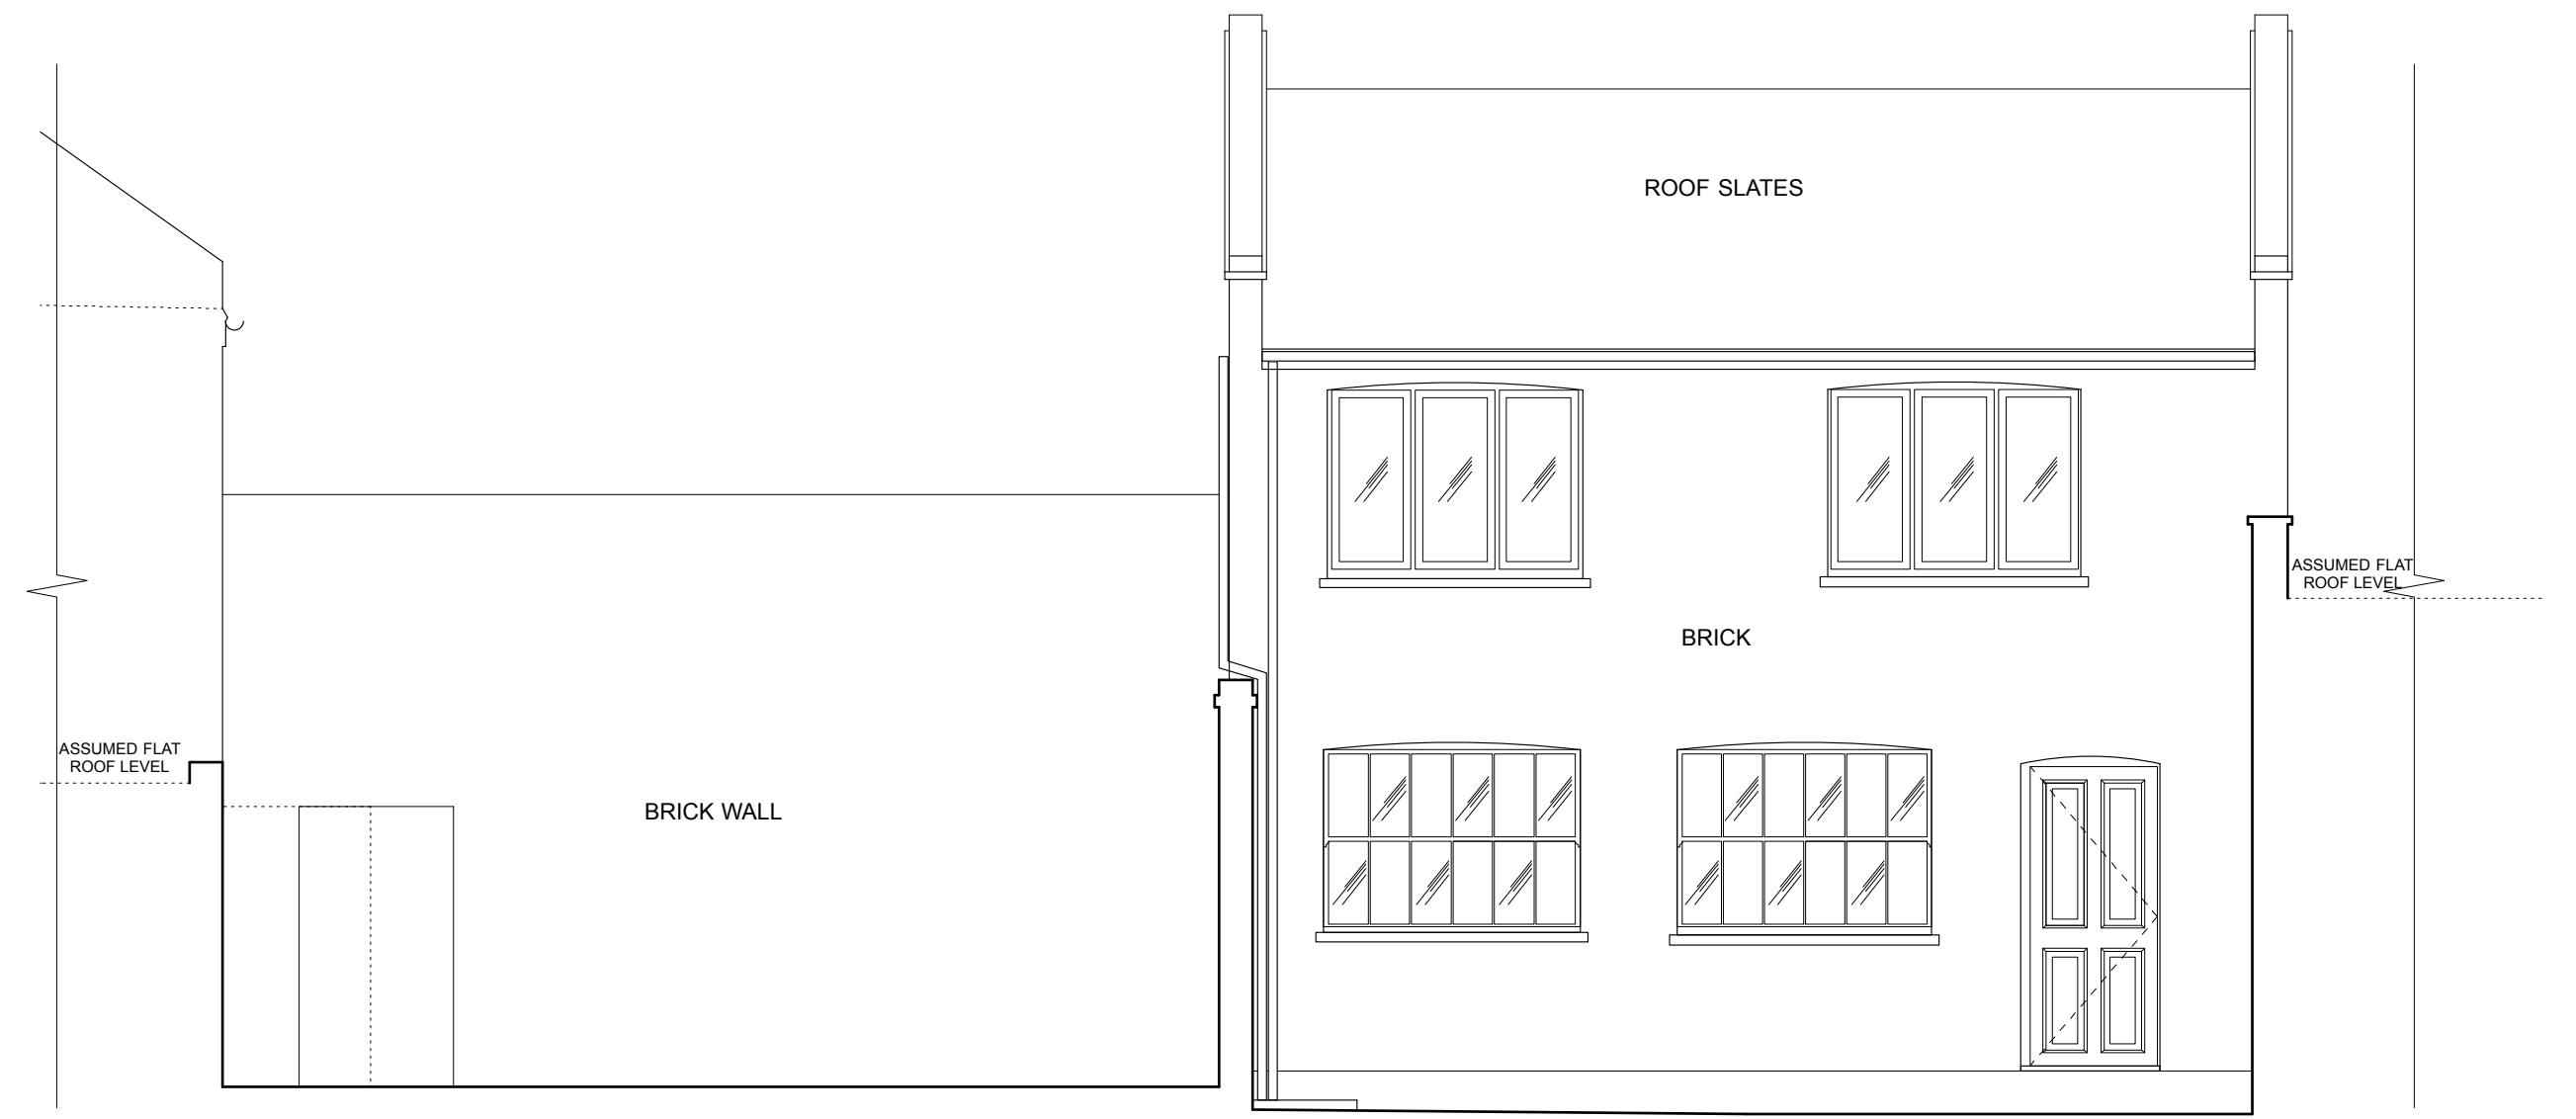 ROOF SLATES
ASSUMED FLAT
ROOF LEVEL
BRICK
ASSUMED FLAT
ROOF LEVEL
BRICK WALL